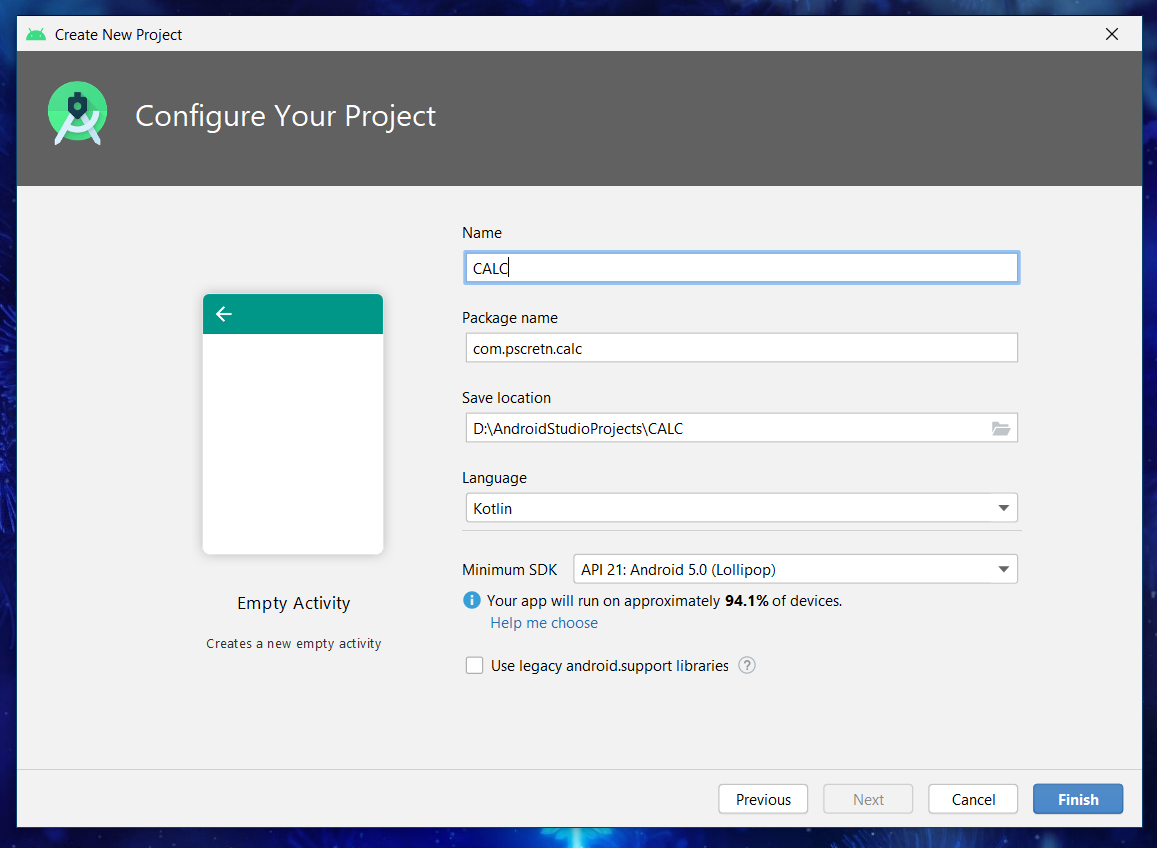 Create New Project
Configure Your Project
Name
CALC
Package name
com.pscretn.calc
Save location
D:\AndroidStudioProjects\CALC
Language
Kotlin
Minimum SDK API 21: Android 5.0 (Lollipop)
Your app will run on approximately 94.1% of devices.
Help me choose
Use legacy android.support libraries ?
Empty Activity
Creates a new empty activity
Previous Next Cancel Finish